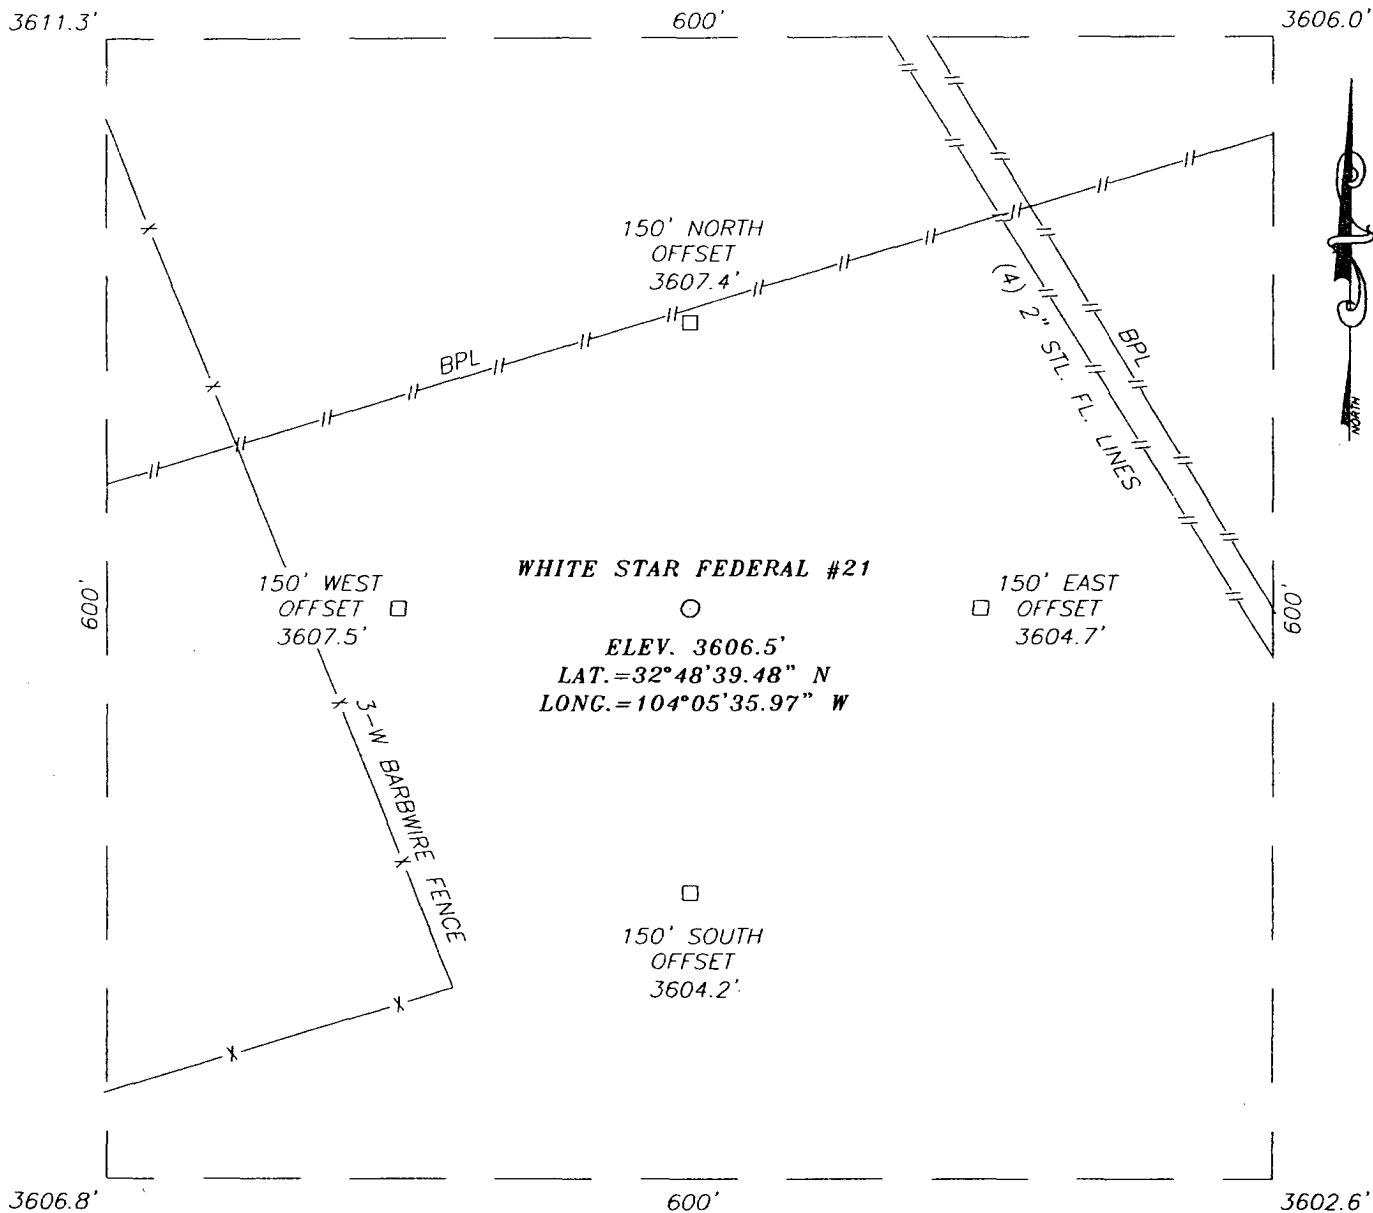 3611.3'
600'
3606.0'
150' NORTH
OFFSET
3607.4'
NORTH
BPL
BPL
(4) 2" STL. FL. LINES
600'
150' WEST
OFFSET
3607.5'
WHITE STAR FEDERAL #21
ELEV. 3606.5'
LAT.=32°48'39.48" N
LONG.=104°05'35.97" W
150' EAST
OFFSET
3604.7'
600'
3-W BARBWIRE FENCE
150' SOUTH
OFFSET
3604.2'
3606.8'
600'
3602.6'